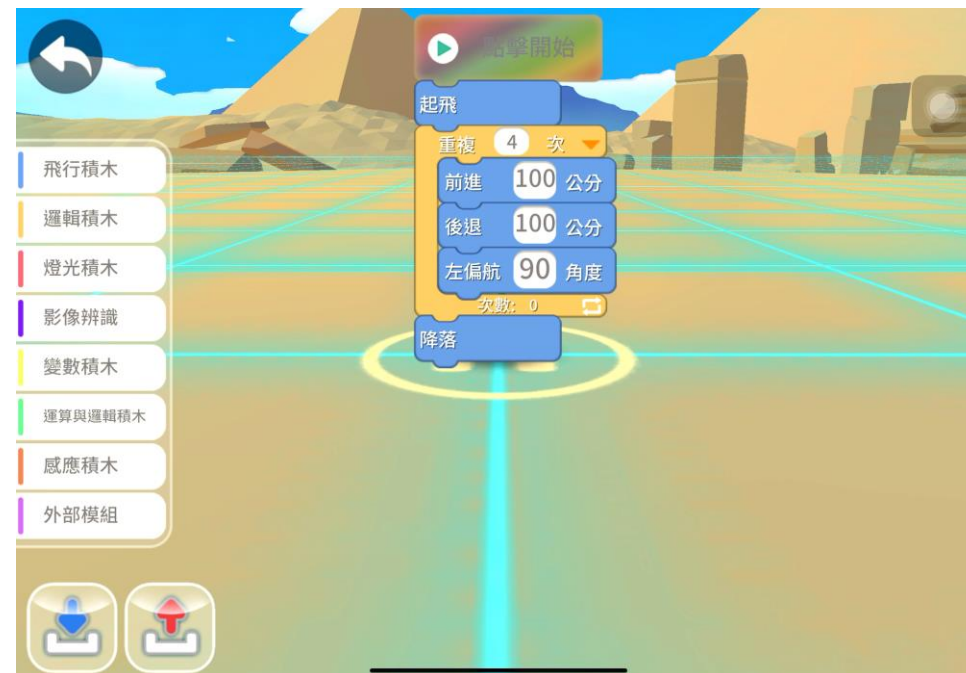 點擊開始
起飛
重複 4 次
前進 100 公分
後退 100 公分
左偏航 90 角度
次數: 0
降落
飛行積木
邏輯積木
燈光積木
影像辨識
變數積木
運算與邏輯積木
感應積木
外部模組